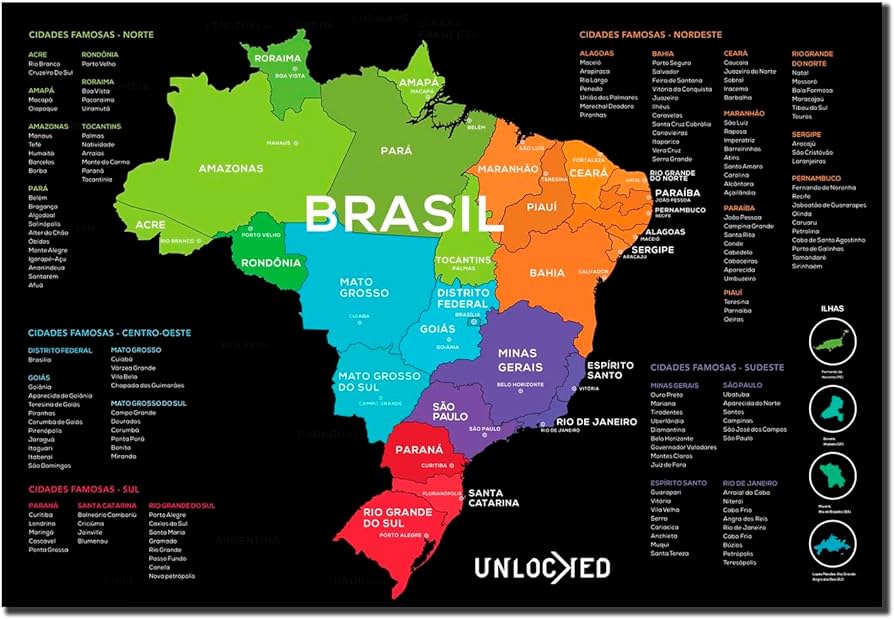 CIDADES FAMOSAS - NORTE
ACRE
Rio Branco
Cruzeiro Do Sul
AMAPÁ
Macapá
Oiapoque
AMAZONAS
Manaus
Tefé
Humaitá
Barcelos
Borba
PARÁ
Belém
Bragança
Algodoal
Salinópolis
Alter do Chão
Óbidos
Monte Alegre
Igarapé-Açu
Ananindeua
Santarém
Afuá
RONDÔNIA
Porto Velho
RORAIMA
Boa Vista
Pacaraima
Uiramutã
TOCANTINS
Palmas
Natividade
Arraias
Monte do Carmo
Paranã
Tocantínia
CIDADES FAMOSAS - NORDESTE
ALAGOAS
Maceió
Arapiraca
Rio Largo
Penedo
União dos Palmares
Marechal Deodoro
Piranhas
BAHIA
Porto Seguro
Salvador
Feira de Santana
Vitória da Conquista
Juazeiro
Ilhéus
Caravelas
Santa Cruz Cabrália
Canavieiras
Itaparica
Vera Cruz
Serra Grande
CEARÁ
Caucaia
Juazeiro do Norte
Sobral
Iracema
Barbalha
MARANHÃO
São Luiz
Raposa
Imperatriz
Barreirinhas
Atins
Santo Amaro
Carolina
Alcântara
Açailândia
PARAÍBA
João Pessoa
Campina Grande
Santa Rita
Conde
Cabedelo
Cabaceiras
Aparecida
Umbuzeiro
PIAUÍ
Teresina
Parnaíba
Oeiras
RIO GRANDE
DO NORTE
Natal
Mossoró
Baia Formosa
Maracajaú
Tibau do Sul
Touros
SERGIPE
Aracajú
São Cristóvão
Laranjeiras
PERNAMBUCO
Fernando de Noronha
Recife
Jaboatão de Guararapes
Olinda
Caruaru
Petrolina
Cabo de Santo Agostinho
Porto de Galinhas
Tamandaré
Sirinhaém
RORAIMA
BOA VISTA
AMAPÁ
MACAPÁ
BELÉM
MANAUS
PARÁ
AMAZONAS
SÃO LUÍS
MARANHÃO
TERESINA
FORTALEZA
CEARÁ
RIO GRANDE
DO NORTE
NATAL
PARAÍBA
JOÃO PESSOA
PERNAMBUCO
RECIFE
PIAUÍ
BRASIL
ACRE
RIO BRANCO
PORTO VELHO
RONDÔNIA
ALAGOAS
MACEIÓ
SERGIPE
ARACAJU
TOCANTINS
PALMAS
BAHIA
SALVADOR
MATO
GROSSO
CUIABÁ
DISTRITO
FEDERAL
BRASÍLIA
GOIÁS
GOIÂNIA
MINAS
GERAIS
BELO HORIZONTE
ESPÍRITO
SANTO
VITÓRIA
MATO GROSSO
DO SUL
CAMPO GRANDE
SÃO
PAULO
SÃO PAULO
RIO DE JANEIRO
RIO DE JANEIRO
PARANÁ
CURITIBA
FLORIANÓPOLIS
SANTA
CATARINA
RIO GRANDE
DO SUL
PORTO ALEGRE
CIDADES FAMOSAS - CENTRO-OESTE
DISTRITO FEDERAL
Brasília
GOIÁS
Goiânia
Aparecida de Goiânia
Teresina de Goiás
Piranhas
Corumbá de Goiás
Pirenópolis
Jaraguá
Itaguari
Itaberaí
São Domingos
MATO GROSSO
Cuiabá
Várzea Grande
Vila Bela
Chapada dos Guimarães
MATO GROSSO DO SUL
Campo Grande
Dourados
Corumbá
Ponta Porã
Bonito
Miranda
CIDADES FAMOSAS - SUL
PARANÁ
Curitiba
Londrina
Maringá
Cascavel
Ponta Grossa
SANTA CATARINA
Balneário Camboriú
Criciúma
Joinville
Blumenau
RIO GRANDE DO SUL
Porto Alegre
Caxias do Sul
Santa Maria
Gramado
Rio Grande
Passo Fundo
Canela
Nova petrópolis
CIDADES FAMOSAS - SUDESTE
MINAS GERAIS
Ouro Preto
Mariana
Tiradentes
Uberlândia
Diamantina
Belo Horizonte
Governador Valadares
Montes Claros
Juiz de Fora
SÃO PAULO
Ubatuba
Aparecida do Norte
Santos
Campinas
São José dos Campos
São Paulo
ESPÍRITO SANTO
Guarapari
Vitória
Vila Velha
Serra
Cariacica
Anchieta
Muqui
Santa Tereza
RIO DE JANEIRO
Arraial do Cabo
Niterói
Cabo Frio
Angra dos Reis
Rio de Janeiro
Cabo Frio
Búzios
Petrópolis
Teresópolis
ILHAS
Fernando de
Noronha (PE)
UNLOCKED